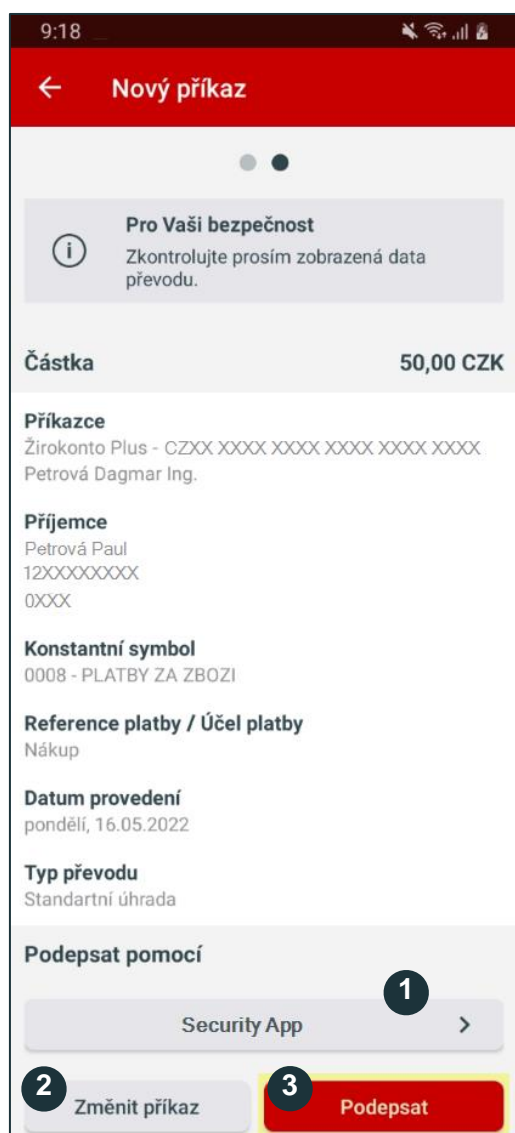 9:18
Nový příkaz
Pro Vaši bezpečnost
Zkontrolujte prosím zobrazená data
převodu.
Částka 50,00 CZK
Příkazce
Žirokonto Plus - CZXX XXXX XXXX XXXX XXXX XXXX
Petrová Dagmar Ing.
Příjemce
Petrová Paul
12XXXXXXXX
0XXX
Konstantní symbol
0008 - PLATBY ZA ZBOZI
Reference platby / Účel platby
Nákup
Datum provedení
pondělí, 16.05.2022
Typ převodu
Standartní úhrada
Podepsat pomocí
1
Security App
2 3
Změnit příkaz Podepsat